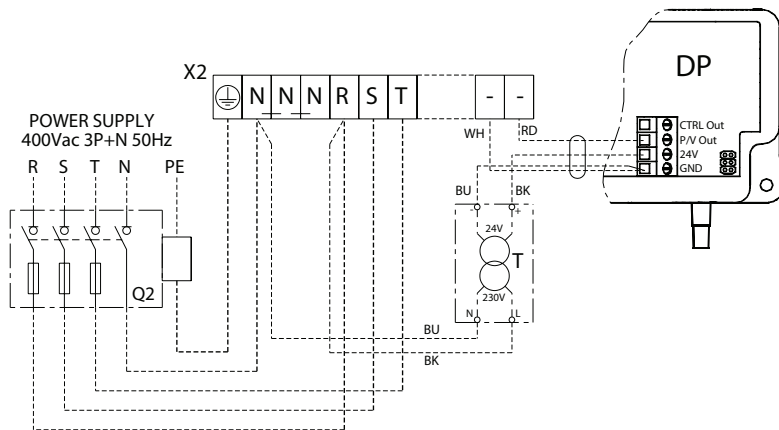 X2
N N N R S T - -
DP
POWER SUPPLY
400Vac 3P+N 50Hz
R S T N PE
WH
RD
CTRL Out
P/V Out
24V
GND
BU
BK
- +
24V
T
230V
N L
Q2
BU
BK